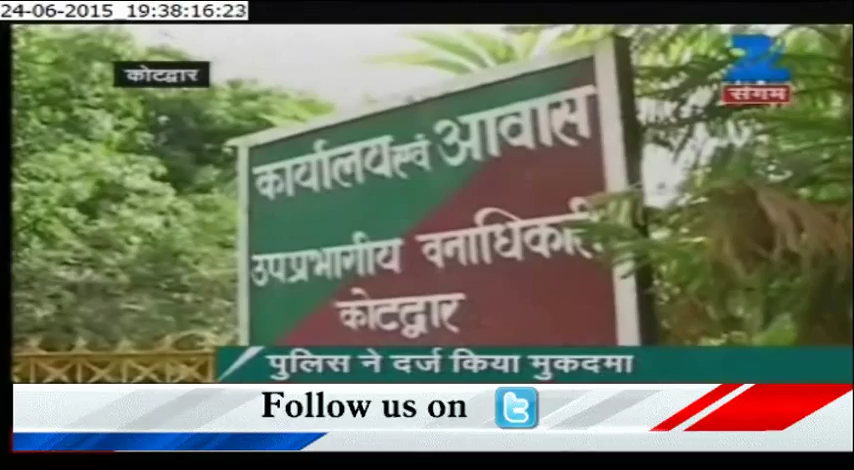 24-06-2015 19:38:16:23
कोटद्वार
संगम
कार्यालय एवं आवास
उपप्रभागीय वनाधिकारी
कोटद्वार
पुलिस ने दर्ज किया मुकदमा
Follow us on